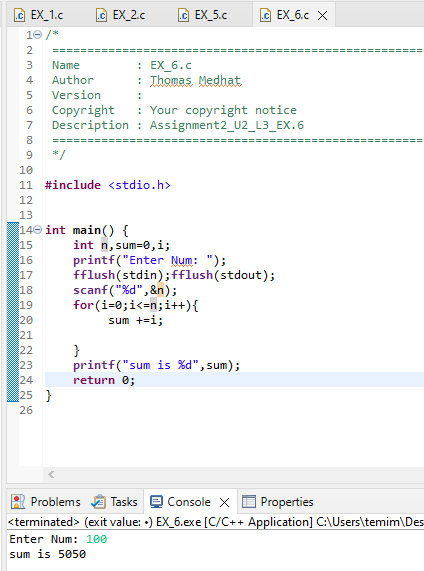 EX_1.c EX_2.c EX_5.c EX_6.c
1 /*
2 ============================================
3 Name : EX_6.c
4 Author : Thomas Medhat
5 Version :
6 Copyright : Your copyright notice
7 Description : Assignment2_U2_L3_EX.6
8 ============================================
9 */
10
11 #include <stdio.h>
12
13
14 int main() {
15 int n,sum=0,i;
16 printf("Enter Num: ");
17 fflush(stdin);fflush(stdout);
18 scanf("%d",&n);
19 for(i=0;i<=n;i++){
20 sum +=i;
21
22 }
23 printf("sum is %d",sum);
24 return 0;
25 }
26
Problems Tasks Console Properties
<terminated> (exit value: •) EX_6.exe [C/C++ Application] C:\Users\temim\Des
Enter Num: 100
sum is 5050